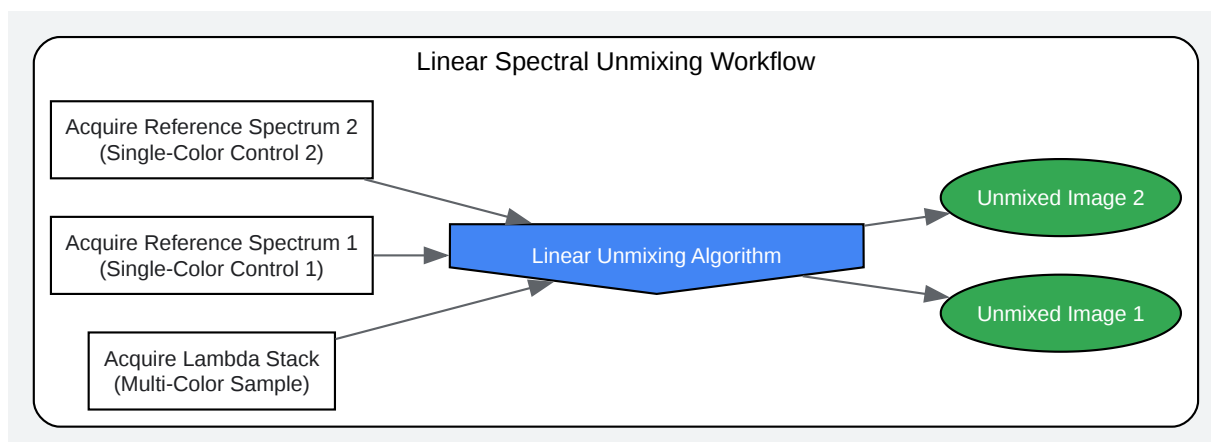 Linear Spectral Unmixing Workflow
Acquire Reference Spectrum 2
(Single-Color Control 2)
Acquire Reference Spectrum 1
(Single-Color Control 1)
Acquire Lambda Stack
(Multi-Color Sample)
Linear Unmixing Algorithm
Unmixed Image 2
Unmixed Image 1